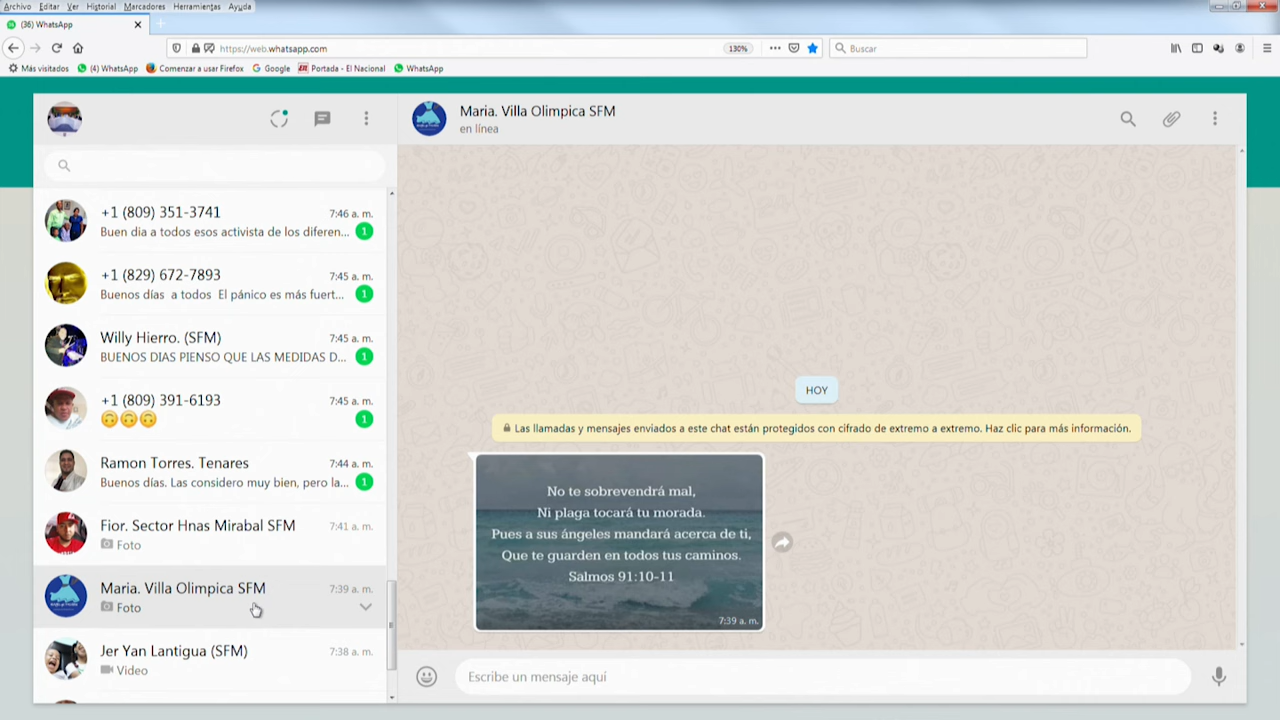 Archivo Editar Ver Historial Marcadores Herramientas Ayuda
(36) WhatsApp
https://web.whatsapp.com
130%
Buscar
Más visitados (4) WhatsApp Comenzar a usar Firefox Google Portada - El Nacional WhatsApp
+1 (809) 351-3741 7:46 a. m.
Buen dia a todos esos activista de los diferen... 1
+1 (829) 672-7893 7:45 a. m.
Buenos días a todos El pánico es más fuert... 1
Willy Hierro. (SFM) 7:45 a. m.
BUENOS DIAS PIENSO QUE LAS MEDIDAS D... 1
+1 (809) 391-6193 7:45 a. m.
🙃🙃🙃 1
Ramon Torres. Tenares 7:44 a. m.
Buenos días. Las considero muy bien, pero la... 1
Fior. Sector Hnas Mirabal SFM 7:41 a. m.
Foto
Maria. Villa Olimpica SFM 7:39 a. m.
Foto
Jer Yan Lantigua (SFM) 7:38 a. m.
Video
Maria. Villa Olimpica SFM
en línea
HOY
Las llamadas y mensajes enviados a este chat están protegidos con cifrado de extremo a extremo. Haz clic para más información.
No te sobrevendrá mal,
Ni plaga tocará tu morada.
Pues a sus ángeles mandará acerca de ti,
Que te guarden en todos tus caminos.
Salmos 91:10-11
7:39 a. m.
Escribe un mensaje aquí